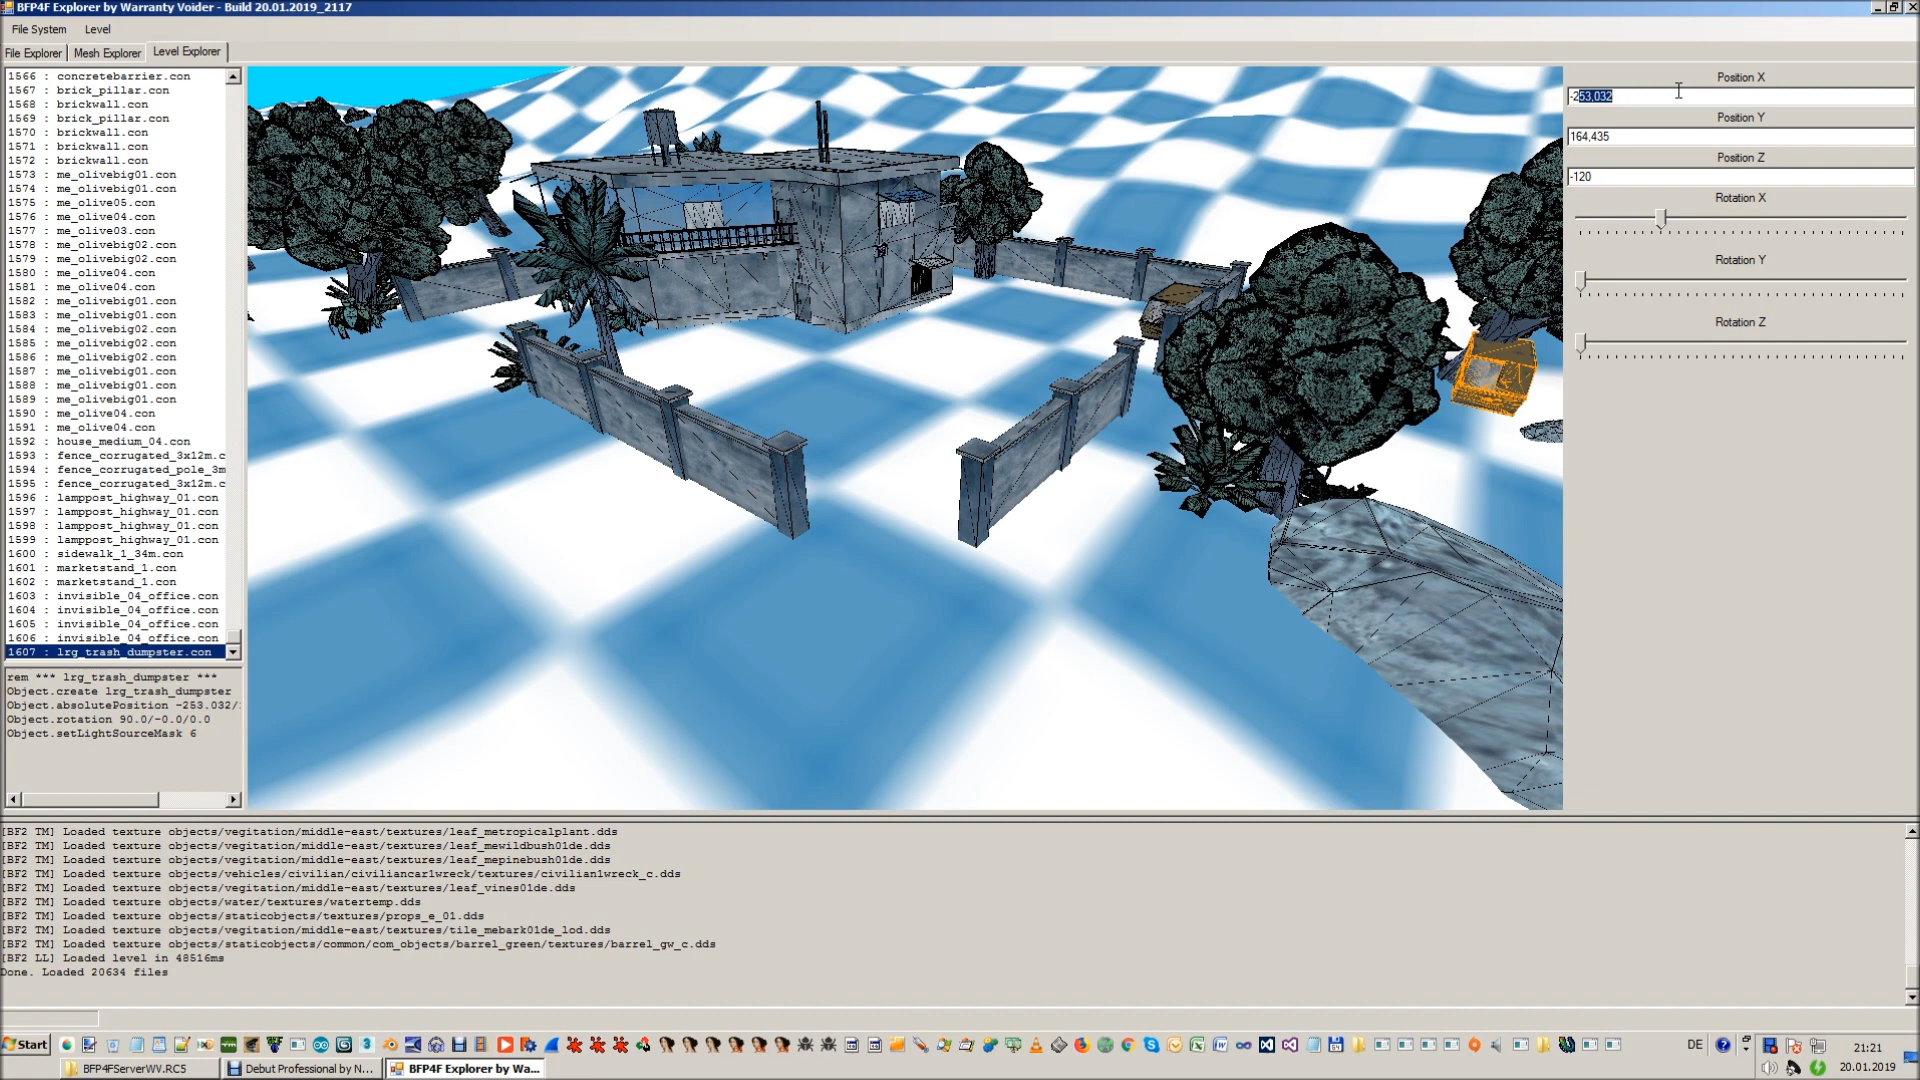 BFP4F Explorer by Warranty Voider - Build 20.01.2019_2117
File System Level
File Explorer Mesh Explorer Level Explorer
1566 : concretebarrier.con
1567 : brick_pillar.con
1568 : brickwall.con
1569 : brick_pillar.con
1570 : brickwall.con
1571 : brickwall.con
1572 : brickwall.con
1573 : me_olivebig01.con
1574 : me_olivebig01.con
1575 : me_olive05.con
1576 : me_olive04.con
1577 : me_olive03.con
1578 : me_olivebig02.con
1579 : me_olivebig02.con
1580 : me_olive04.con
1581 : me_olive04.con
1582 : me_olivebig01.con
1583 : me_olivebig01.con
1584 : me_olivebig02.con
1585 : me_olivebig02.con
1586 : me_olivebig02.con
1587 : me_olivebig01.con
1588 : me_olivebig01.con
1589 : me_olivebig01.con
1590 : me_olive04.con
1591 : me_olive04.con
1592 : house_medium_04.con
1593 : fence_corrugated_3x12m.c
1594 : fence_corrugated_pole_3m
1595 : fence_corrugated_3x12m.c
1596 : lamppost_highway_01.con
1597 : lamppost_highway_01.con
1598 : lamppost_highway_01.con
1599 : lamppost_highway_01.con
1600 : sidewalk_1_34m.con
1601 : marketstand_1.con
1602 : marketstand_1.con
1603 : invisible_04_office.con
1604 : invisible_04_office.con
1605 : invisible_04_office.con
1606 : invisible_04_office.con
1607 : lrg_trash_dumpster.con
rem *** lrg_trash_dumpster ***
Object.create lrg_trash_dumpster
Object.absolutePosition -253.032/
Object.rotation 90.0/-0.0/0.0
Object.setLightSourceMask 6
Position X
-253,032
Position Y
164,435
Position Z
-120
Rotation X
Rotation Y
Rotation Z
[BF2 TM] Loaded texture objects/vegitation/middle-east/textures/leaf_metropicalplant.dds
[BF2 TM] Loaded texture objects/vegitation/middle-east/textures/leaf_mewildbush01de.dds
[BF2 TM] Loaded texture objects/vegitation/middle-east/textures/leaf_mepinebush01de.dds
[BF2 TM] Loaded texture objects/vehicles/civilian/civiliancar1wreck/textures/civilian1wreck_c.dds
[BF2 TM] Loaded texture objects/vegitation/middle-east/textures/leaf_vines01de.dds
[BF2 TM] Loaded texture objects/water/textures/watertemp.dds
[BF2 TM] Loaded texture objects/staticobjects/textures/props_e_01.dds
[BF2 TM] Loaded texture objects/vegitation/middle-east/textures/tile_mebark01de_lod.dds
[BF2 TM] Loaded texture objects/staticobjects/common/com_objects/barrel_green/textures/barrel_gw_c.dds
[BF2 LL] Loaded level in 48516ms
Done. Loaded 20634 files
Start
DE
21:21
20.01.2019
BFP4FServerWV.RC5
Debut Professional by N...
BFP4F Explorer by Wa...